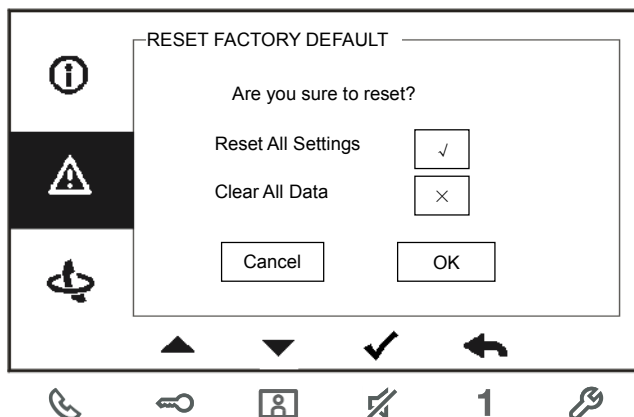 RESET FACTORY DEFAULT
Are you sure to reset?
Reset All Settings √
Clear All Data ×
Cancel OK
1